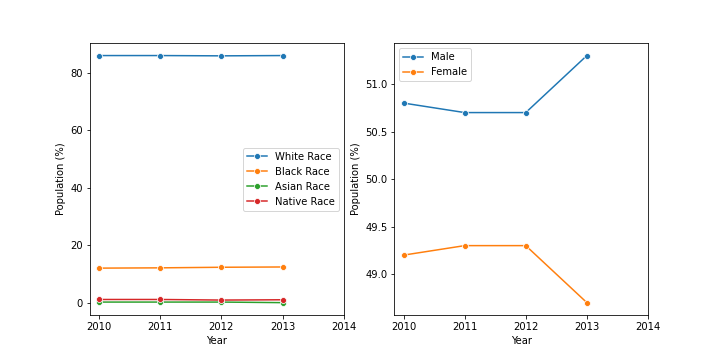 80
60
40
20
0
Population (%)
2010 2011 2012 2013 2014
Year
White Race
Black Race
Asian Race
Native Race
51.0
50.5
50.0
49.5
49.0
Population (%)
2010 2011 2012 2013 2014
Year
Male
Female